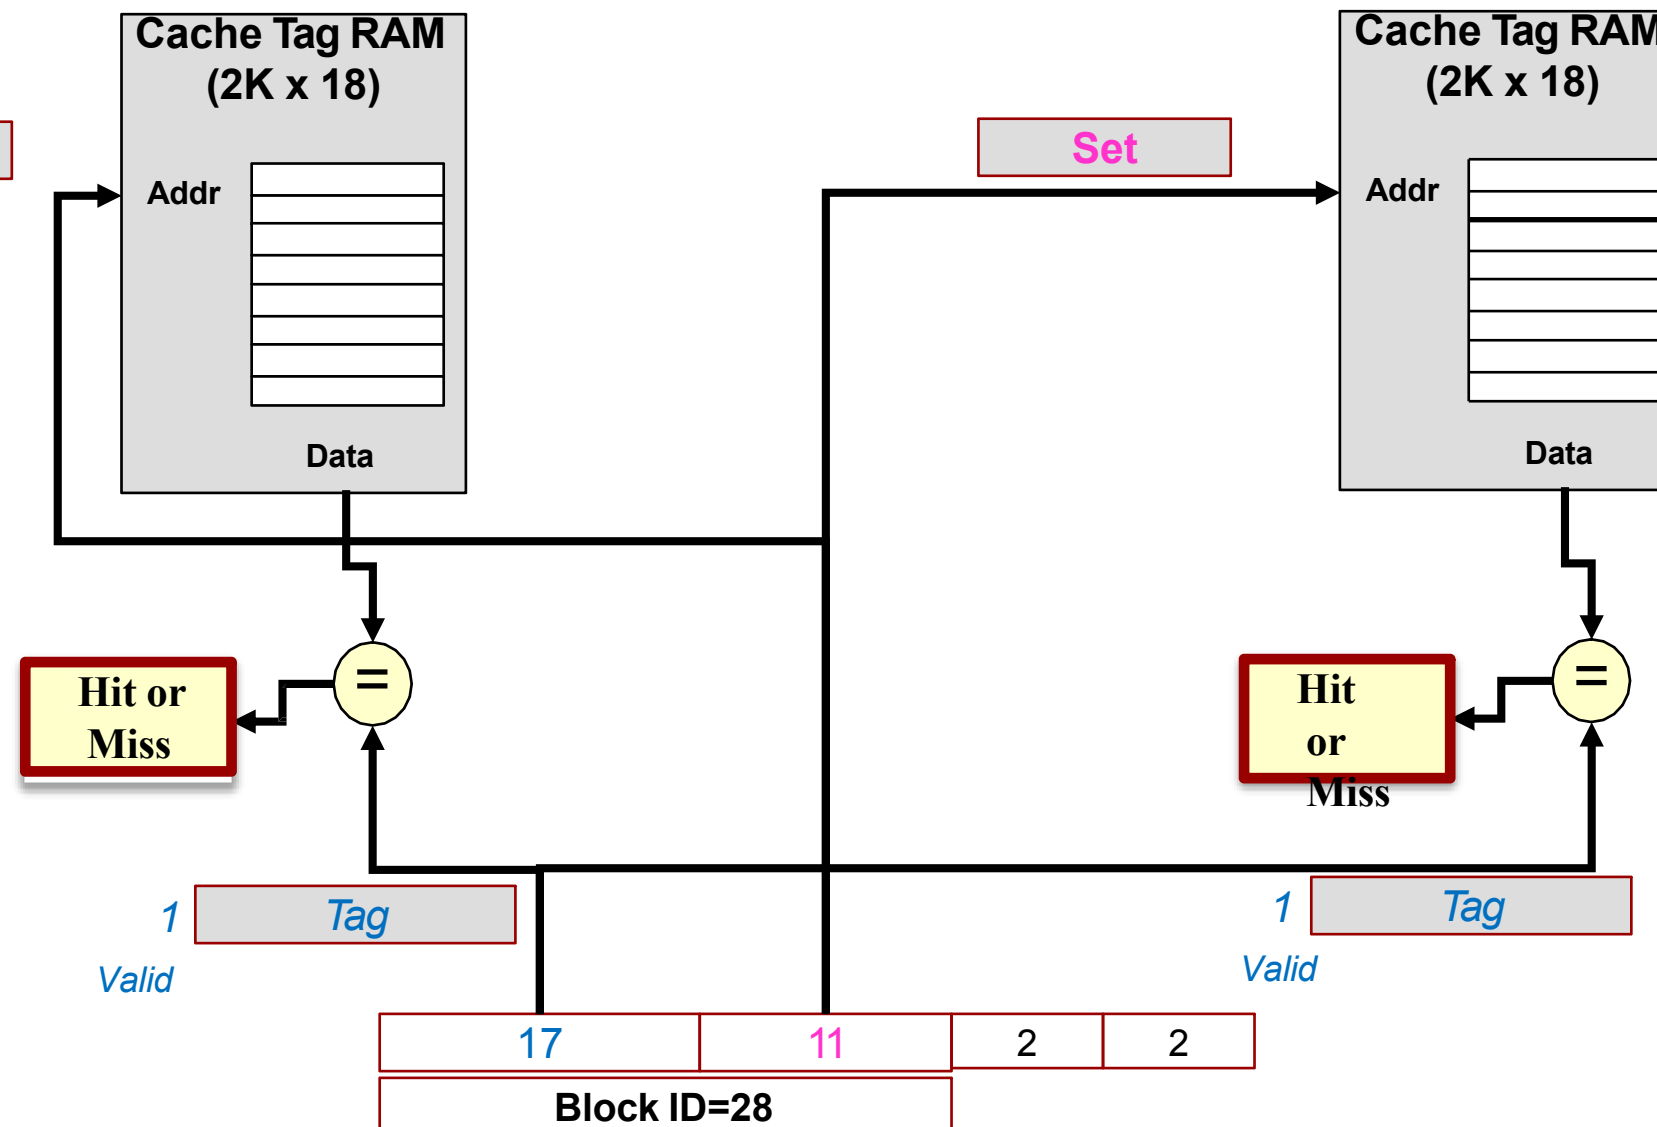 Cache Tag RAM
(2K x 18)
Addr
Data
Set
Cache Tag RAM
(2K x 18)
Addr
Data
=
Hit or
Miss
=
Hit
or
Miss
1 Tag
Valid
1 Tag
Valid
17 11 2 2
Block ID=28